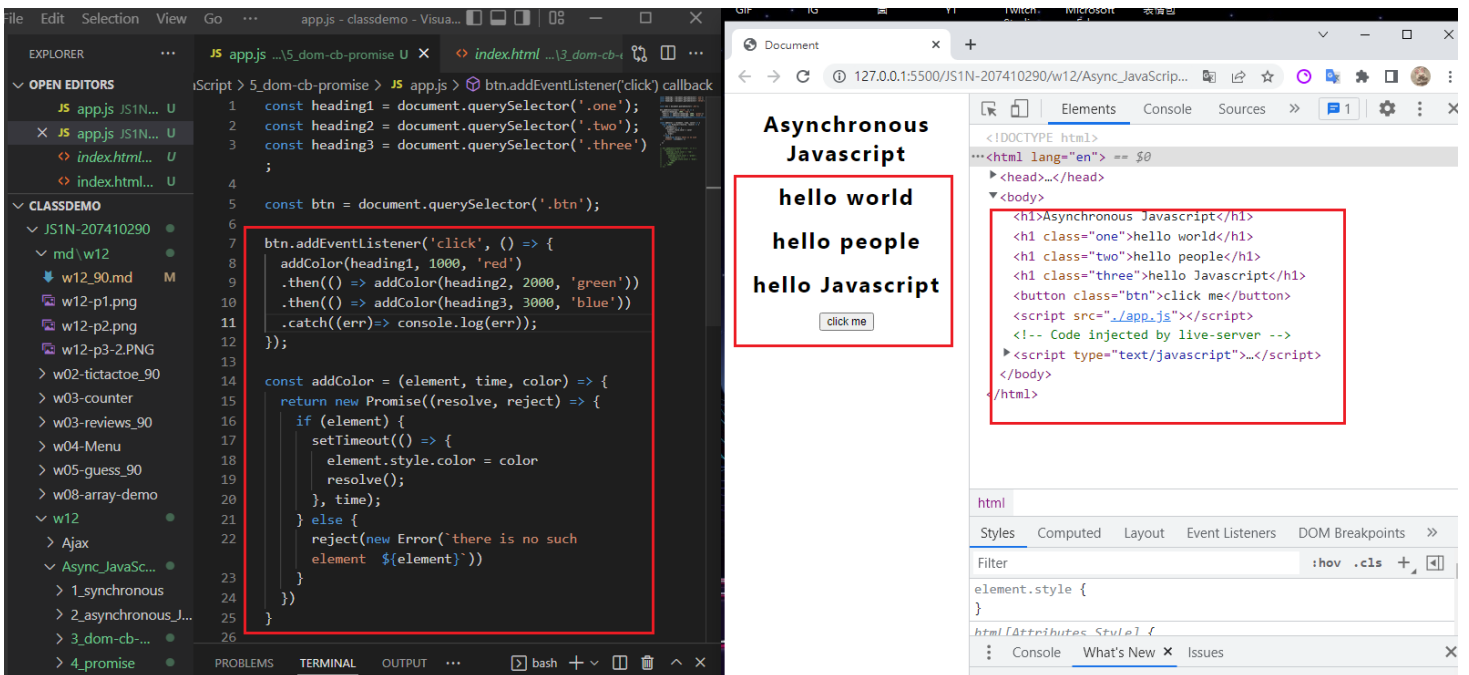 File Edit Selection View Go ··· app.js - classdemo - Visua...
EXPLORER ···
OPEN EDITORS
JS app.js JS1N... U
JS app.js JS1N... U
<> index.html... U
<> index.html... U
CLASSDEMO
JS1N-207410290
md\w12
w12_90.md M
w12-p1.png
w12-p2.png
w12-p3-2.PNG
w02-tictactoe_90
w03-counter
w03-reviews_90
w04-Menu
w05-guess_90
w08-array-demo
w12
Ajax
Async_JavaSc...
1_synchronous
2_asynchronous_J...
3_dom-cb-...
4_promise
JS app.js ...\5_dom-cb-promise U × <> index.html ...\3_dom-cb-
aScript > 5_dom-cb-promise > JS app.js > btn.addEventListener('click') callback
1 const heading1 = document.querySelector('.one');
2 const heading2 = document.querySelector('.two');
3 const heading3 = document.querySelector('.three')
;
4
5 const btn = document.querySelector('.btn');
6
7 btn.addEventListener('click', () => {
8 addColor(heading1, 1000, 'red')
9 .then(() => addColor(heading2, 2000, 'green'))
10 .then(() => addColor(heading3, 3000, 'blue'))
11 .catch((err)=> console.log(err));
12 });
13
14 const addColor = (element, time, color) => {
15 return new Promise((resolve, reject) => {
16 if (element) {
17 setTimeout(() => {
18 element.style.color = color
19 resolve();
20 }, time);
21 } else {
22 reject(new Error(`there is no such
element ${element}`))
23 }
24 })
25 }
26
PROBLEMS TERMINAL OUTPUT ··· bash
GIF IG YT Twitch Microsoft 表情包
Document
127.0.0.1:5500/JS1N-207410290/w12/Async_JavaScrip...
Asynchronous
Javascript
hello world
hello people
hello Javascript
click me
Elements Console Sources » 1
<!DOCTYPE html>
···<html lang="en"> == $0
<head>…</head>
<body>
<h1>Asynchronous Javascript</h1>
<h1 class="one">hello world</h1>
<h1 class="two">hello people</h1>
<h1 class="three">hello Javascript</h1>
<button class="btn">click me</button>
<script src="./app.js"></script>
<!-- Code injected by live-server -->
<script type="text/javascript">…</script>
</body>
</html>
html
Styles Computed Layout Event Listeners DOM Breakpoints »
Filter :hov .cls +
element.style {
}
html[Attributes Style] {
Console What's New × Issues